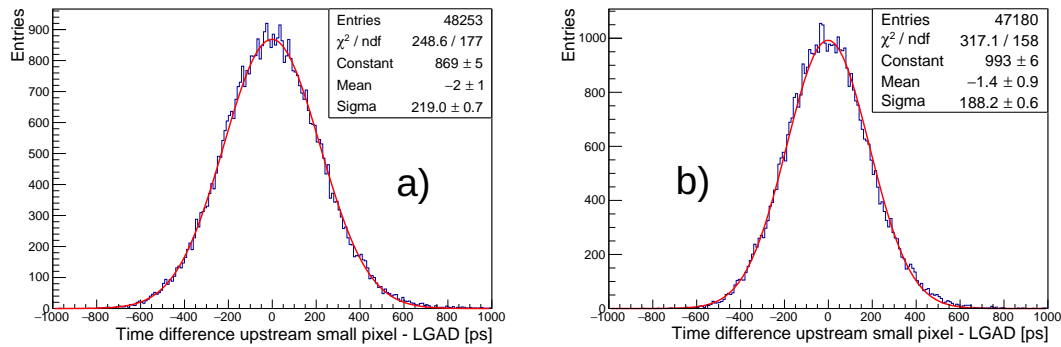 Entries
900
800
700
600
500
400
300
200
100
0
−1000 −800 −600 −400 −200 0 200 400 600 800 1000
Time difference upstream small pixel - LGAD [ps]
Entries 48253
χ² / ndf 248.6 / 177
Constant 869 ± 5
Mean −2 ± 1
Sigma 219.0 ± 0.7
a)
Entries
1000
800
600
400
200
0
−1000 −800 −600 −400 −200 0 200 400 600 800 1000
Time difference upstream small pixel - LGAD [ps]
Entries 47180
χ² / ndf 317.1 / 158
Constant 993 ± 6
Mean −1.4 ± 0.9
Sigma 188.2 ± 0.6
b)